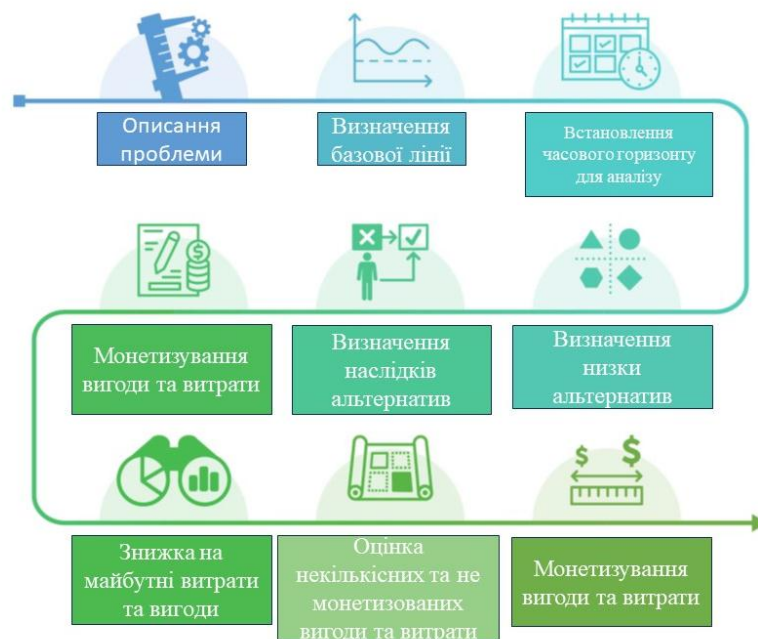 Описання
проблеми
Визначення
базової лінії
Встановлення
часового горизонту
для аналізу
Монетизування
вигоди та витрати
Визначення
наслідків
альтернатив
Визначення
низки
альтернатив
Знижка на
майбутні витрати
та вигоди
Оцінка
некількісних та не
монетизованих
вигоди та витрати
Монетизування
вигоди та витрати